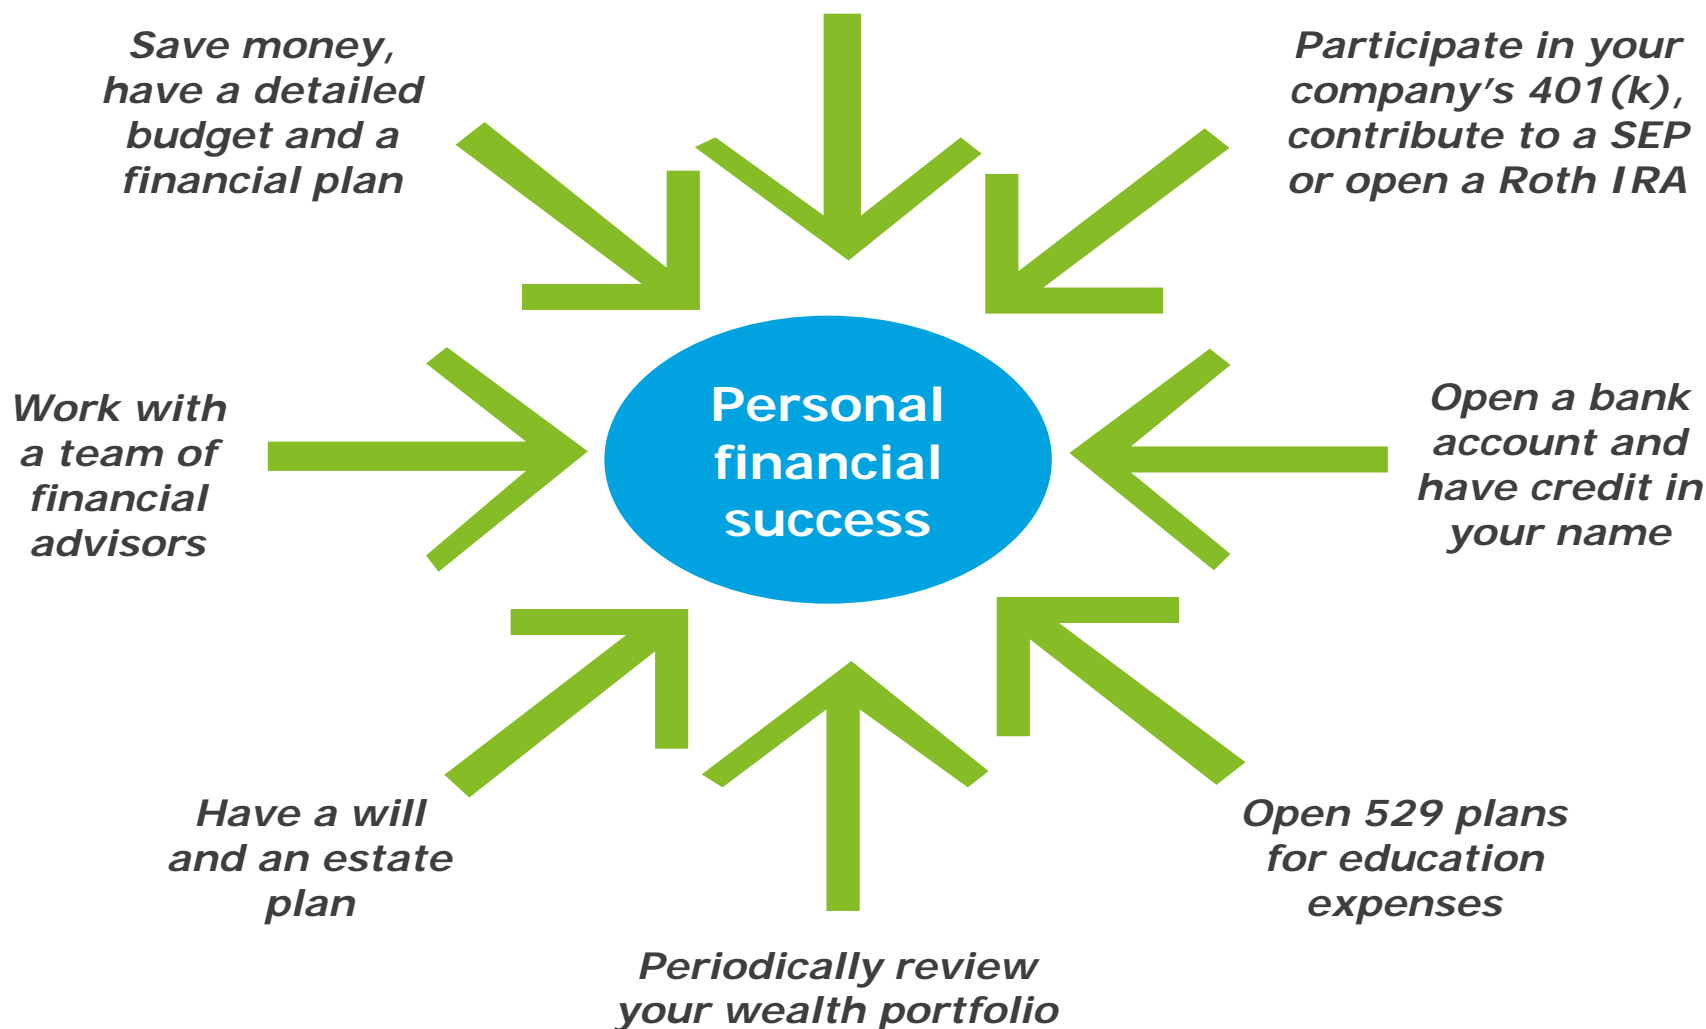 Save money,
have a detailed
budget and a
financial plan
Participate in your
company's 401(k),
contribute to a SEP
or open a Roth IRA
Work with
a team of
financial
advisors
Personal
financial
success
Open a bank
account and
have credit in
your name
Have a will
and an estate
plan
Open 529 plans
for education
expenses
Periodically review
your wealth portfolio